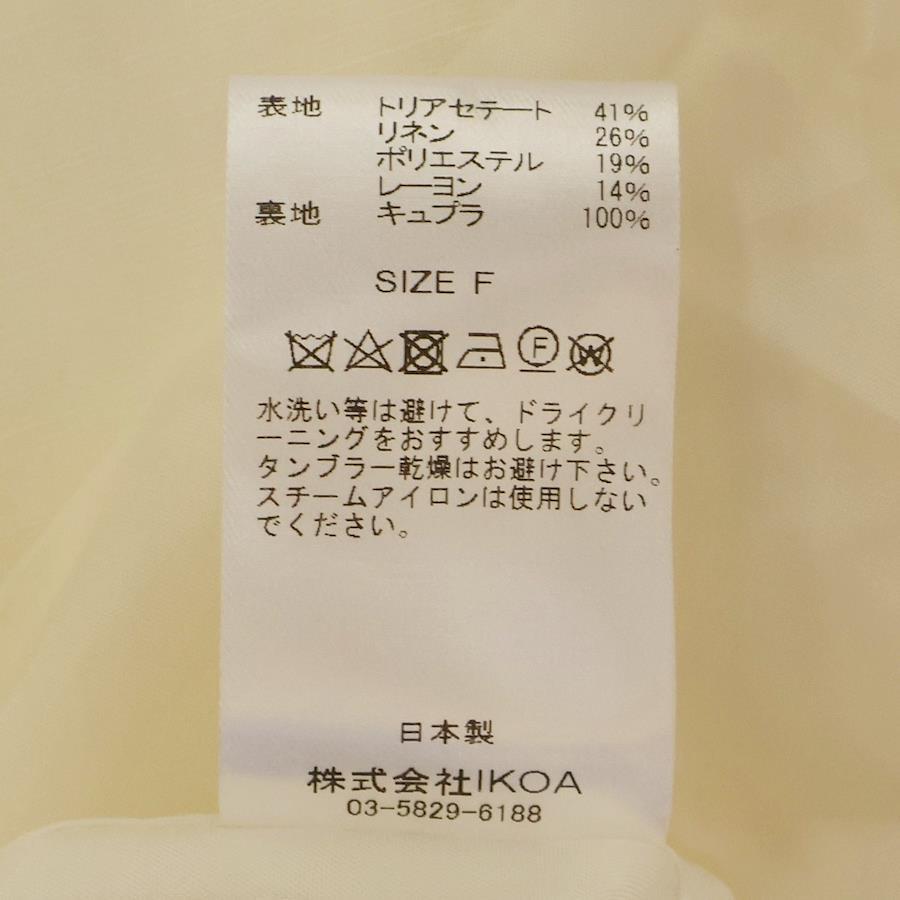 表地 トリアセテート 41%
リネン 26%
ポリエステル 19%
レーヨン 14%
裏地 キュプラ 100%
SIZE F
F W
水洗い等は避けて、ドライクリ
ーニングをおすすめします。
タンブラー乾燥はお避け下さい。
スチームアイロンは使用しない
でください。
日本製
株式会社IKOA
03-5829-6188